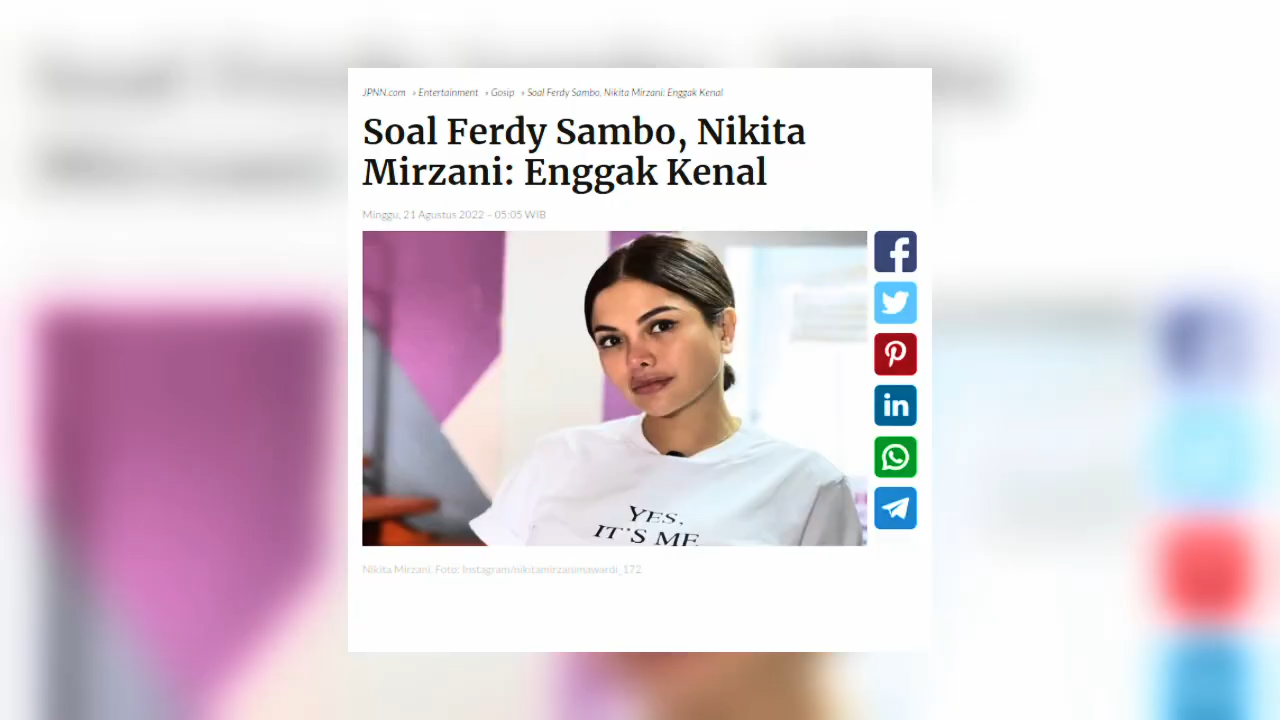 JPNN.com » Entertainment » Gosip » Soal Ferdy Sambo, Nikita Mirzani: Enggak Kenal
Soal Ferdy Sambo, Nikita
Mirzani: Enggak Kenal
Minggu, 21 Agustus 2022 – 05:05 WIB
YES,
IT'S ME
Nikita Mirzani. Foto: Instagram/nikitamirzanimawardi_172